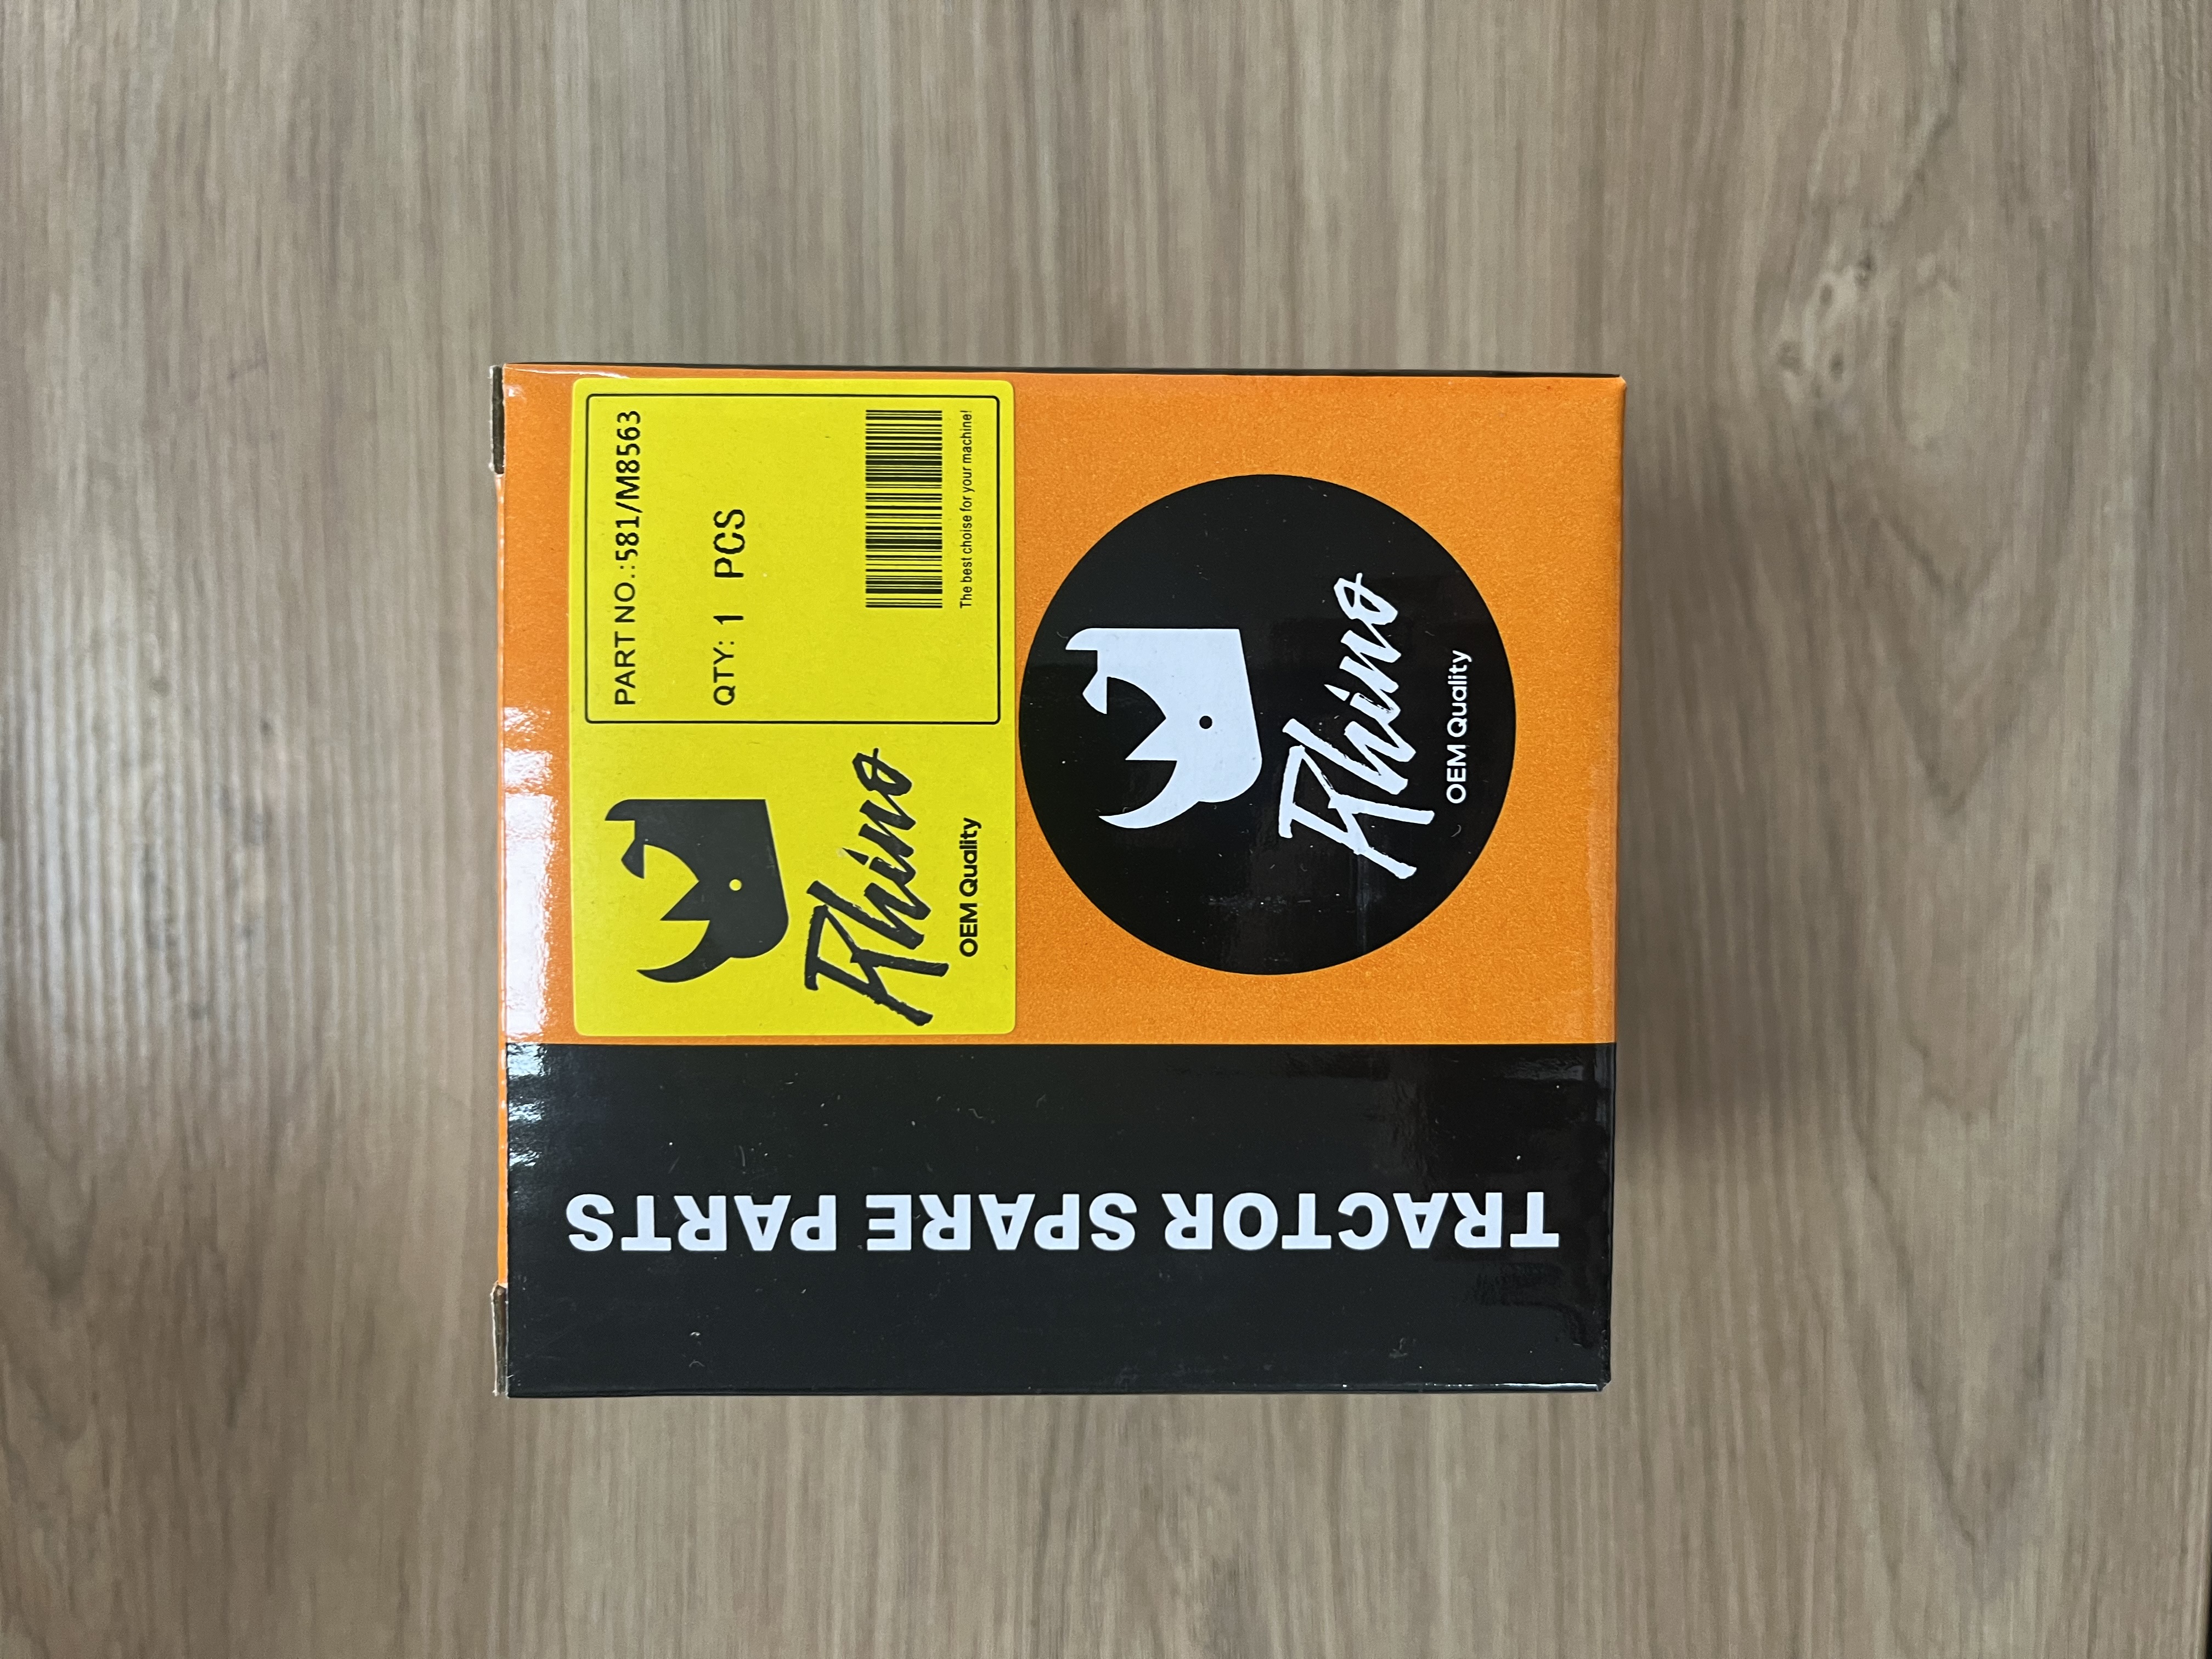 PART NO.:581/M8563
QTY: 1 PCS
The best choise for your machine!
Rhino
OEM Quality
Rhino
OEM Quality
TRACTOR SPARE PARTS